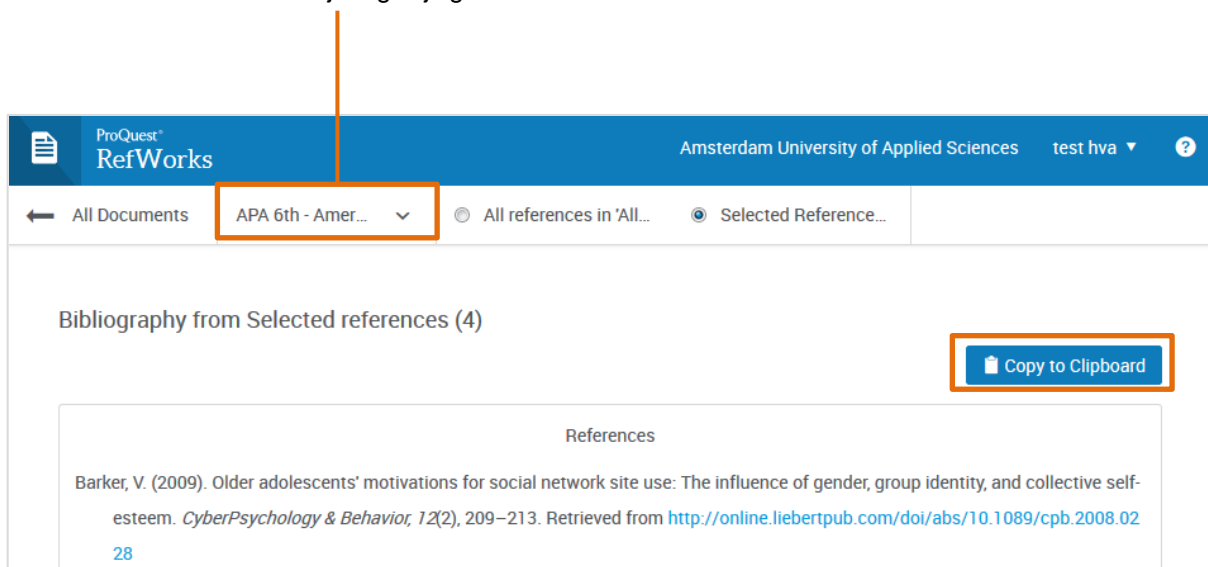 ProQuest®
RefWorks
Amsterdam University of Applied Sciences test hva ▼ ?
All Documents APA 6th - Amer... All references in 'All... Selected Reference...
Bibliography from Selected references (4)
Copy to Clipboard
References
Barker, V. (2009). Older adolescents' motivations for social network site use: The influence of gender, group identity, and collective self-
esteem. CyberPsychology & Behavior, 12(2), 209–213. Retrieved from http://online.liebertpub.com/doi/abs/10.1089/cpb.2008.02
28